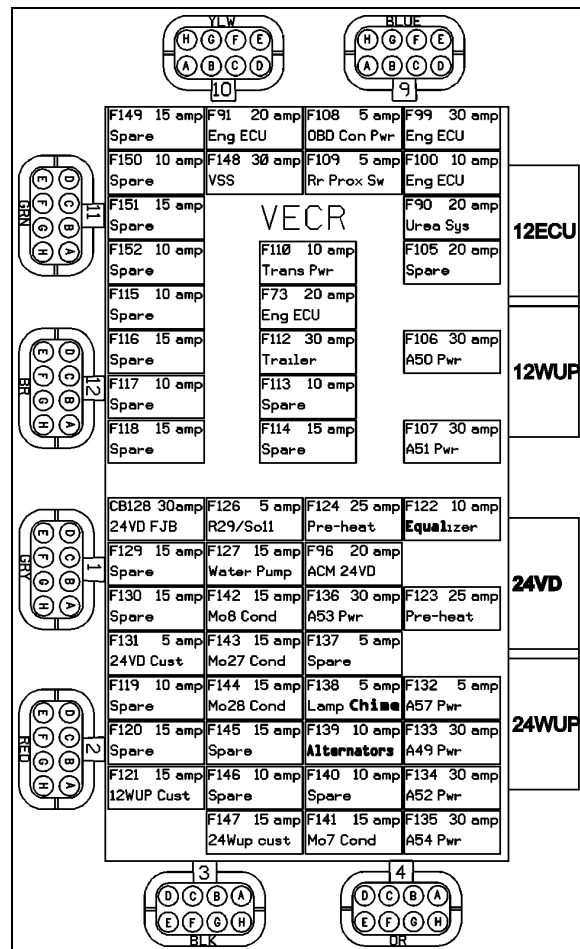 YLW
BLUE
H G F E
H G F E
A B C D
A B C D
10
9
F149 15 amp F91 20 amp F108 5 amp F99 30 amp
Spare Eng ECU OBD Con Pwr Eng ECU
F150 10 amp F148 30 amp F109 5 amp F100 10 amp
Spare VSS Rr Prox Sw Eng ECU
F151 15 amp F90 20 amp
Spare VECR Urea Sys
F152 10 amp F110 10 amp F105 20 amp
Spare Trans Pwr Spare
F115 10 amp F73 20 amp
Spare Eng ECU
F116 15 amp F112 30 amp F106 30 amp
Spare Trailer A50 Pwr
F117 10 amp F113 10 amp
Spare Spare
F118 15 amp F114 15 amp F107 30 amp
Spare Spare A51 Pwr
CB128 30amp F126 5 amp F124 25 amp F122 10 amp
24VD FJB R29/Sol1 Pre-heat Equalizer
F129 15 amp F127 15 amp F96 20 amp
Spare Water Pump ACM 24VD
F130 15 amp F142 15 amp F136 30 amp F123 25 amp
Spare Mo8 Cond A53 Pwr Pre-heat
F131 5 amp F143 15 amp F137 5 amp
24VD Cust Mo27 Cond Spare
F119 10 amp F144 15 amp F138 5 amp F132 5 amp
Spare Mo28 Cond Lamp Chime A57 Pwr
F120 15 amp F145 15 amp F139 10 amp F133 30 amp
Spare Spare Alternators A49 Pwr
F121 15 amp F146 10 amp F140 10 amp F134 30 amp
12WUP Cust Spare Spare A52 Pwr
F147 15 amp F141 15 amp F135 30 amp
24Wup cust Mo7 Cond A54 Pwr
12ECU
12WUP
24VD
24WUP
GRN
E F G H
D C B A
11
BR
E F G H
D C B A
12
GRY
E F G H
D C B A
1
RED
E F G H
D C B A
2
3
4
D C B A
D C B A
E F G H
E F G H
BLK
OR